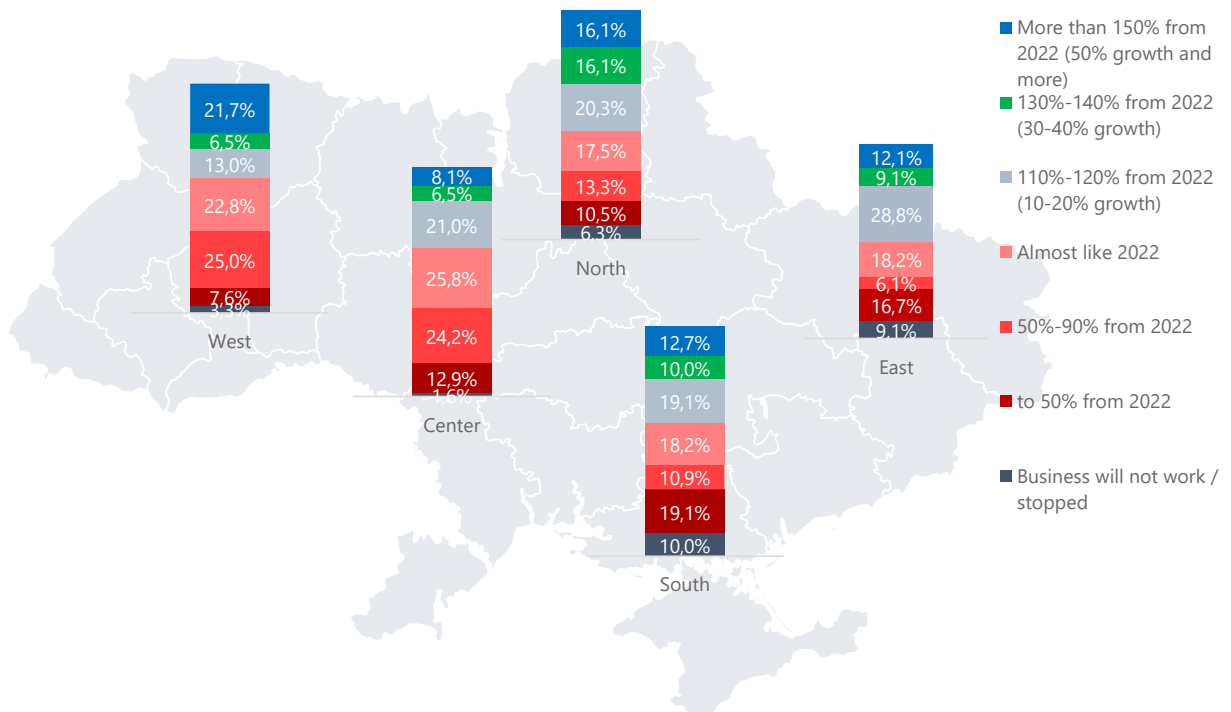 21,7%
6,5%
13,0%
22,8%
25,0%
7,6%
3,3%
West
8,1%
6,5%
21,0%
25,8%
24,2%
12,9%
1,6%
Center
16,1%
16,1%
20,3%
17,5%
13,3%
10,5%
6,3%
North
12,7%
10,0%
19,1%
18,2%
10,9%
19,1%
10,0%
South
12,1%
9,1%
28,8%
18,2%
6,1%
16,7%
9,1%
East
More than 150% from
2022 (50% growth and
more)
130%-140% from 2022
(30-40% growth)
110%-120% from 2022
(10-20% growth)
Almost like 2022
50%-90% from 2022
to 50% from 2022
Business will not work /
stopped